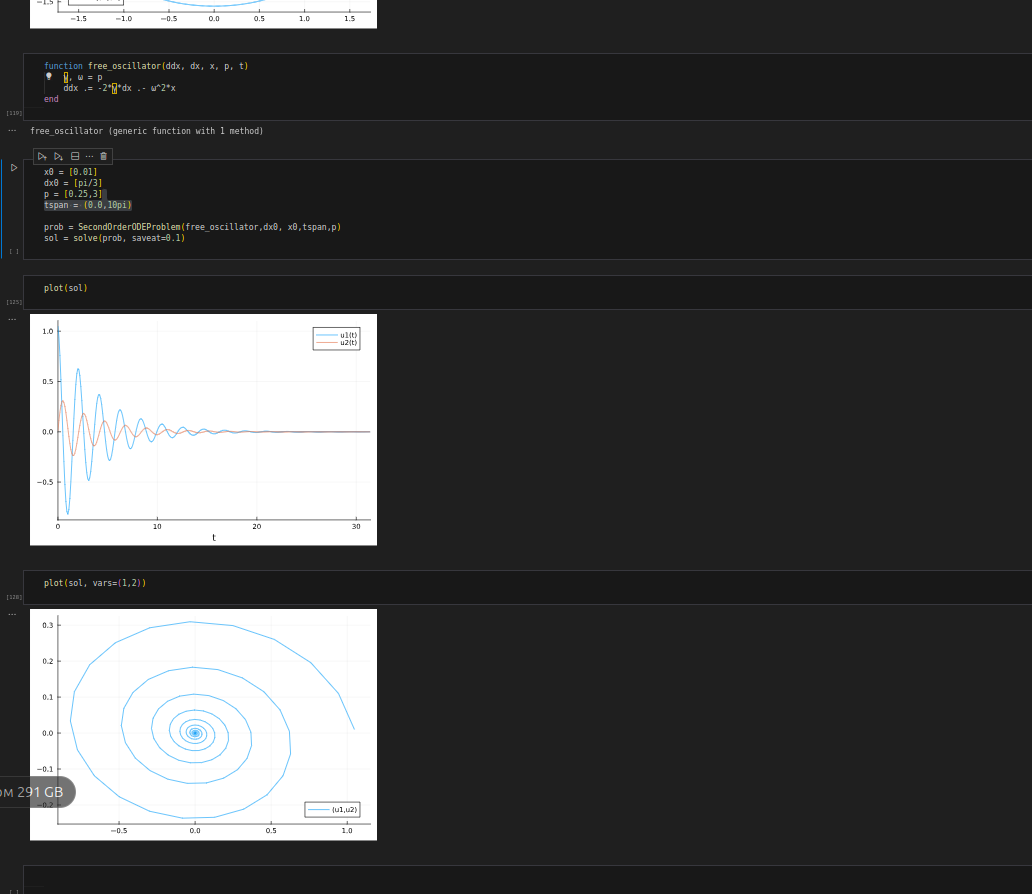 −1.5
−1.5 −1.0 −0.5 0.0 0.5 1.0 1.5
function free_oscillator(ddx, dx, x, p, t)
γ, ω = p
ddx .= -2*γ*dx .- ω^2*x
end
[119]
... free_oscillator (generic function with 1 method)
x0 = [0.01]
dx0 = [pi/3]
p = [0.25,3]
tspan = (0.0,10pi)
prob = SecondOrderODEProblem(free_oscillator,dx0, x0,tspan,p)
sol = solve(prob, saveat=0.1)
[ ]
plot(sol)
...
1.0
0.5
0.0
−0.5
u1(t)
u2(t)
0 10 20 30
t
plot(sol, vars=(1,2))
[128]
...
0.3
0.2
0.1
0.0
−0.1
−0.2
ом 291 GB
(u1,u2)
−0.5 0.0 0.5 1.0
[ ]